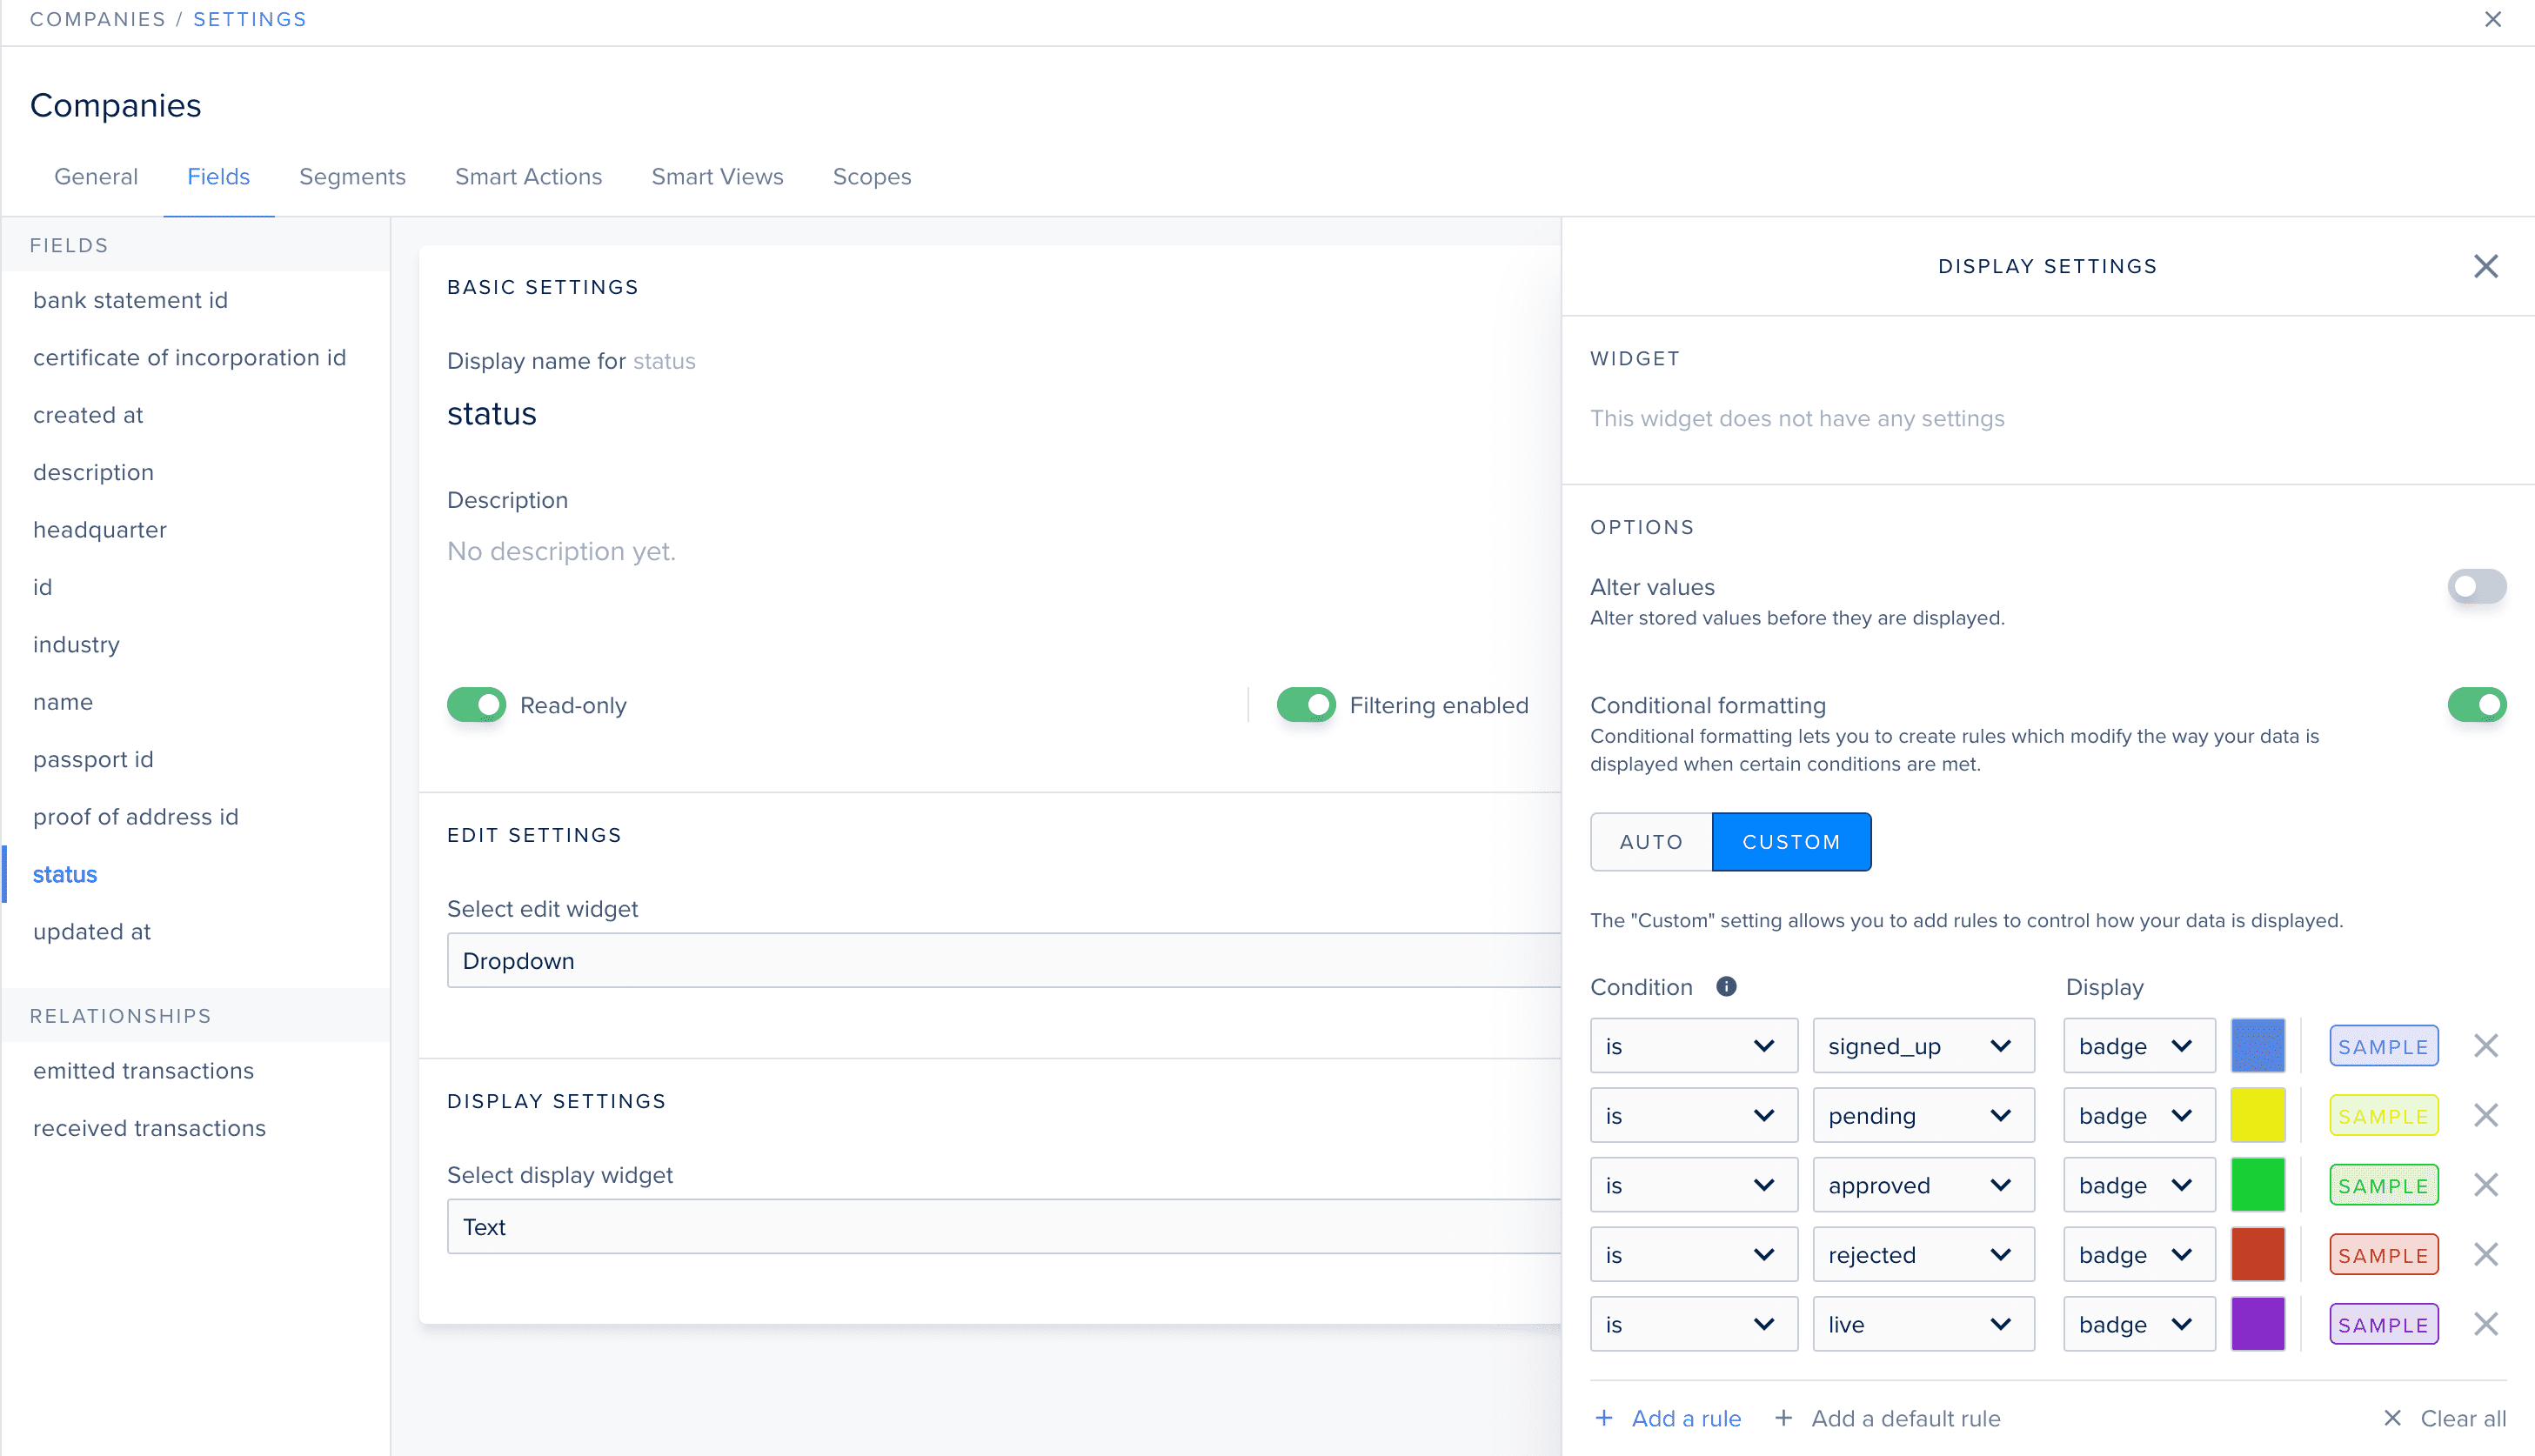 COMPANIES / SETTINGS
Companies
General Fields Segments Smart Actions Smart Views Scopes
FIELDS
bank statement id
certificate of incorporation id
created at
description
headquarter
id
industry
name
passport id
proof of address id
status
updated at
RELATIONSHIPS
emitted transactions
received transactions
BASIC SETTINGS
Display name for status
status
Description
No description yet.
Read-only Filtering enabled
EDIT SETTINGS
Select edit widget
Dropdown
DISPLAY SETTINGS
Select display widget
Text
DISPLAY SETTINGS
WIDGET
This widget does not have any settings
OPTIONS
Alter values
Alter stored values before they are displayed.
Conditional formatting
Conditional formatting lets you to create rules which modify the way your data is
displayed when certain conditions are met.
AUTO CUSTOM
The "Custom" setting allows you to add rules to control how your data is displayed.
Condition i Display
is signed_up badge SAMPLE
is pending badge SAMPLE
is approved badge SAMPLE
is rejected badge SAMPLE
is live badge SAMPLE
+ Add a rule + Add a default rule Clear all